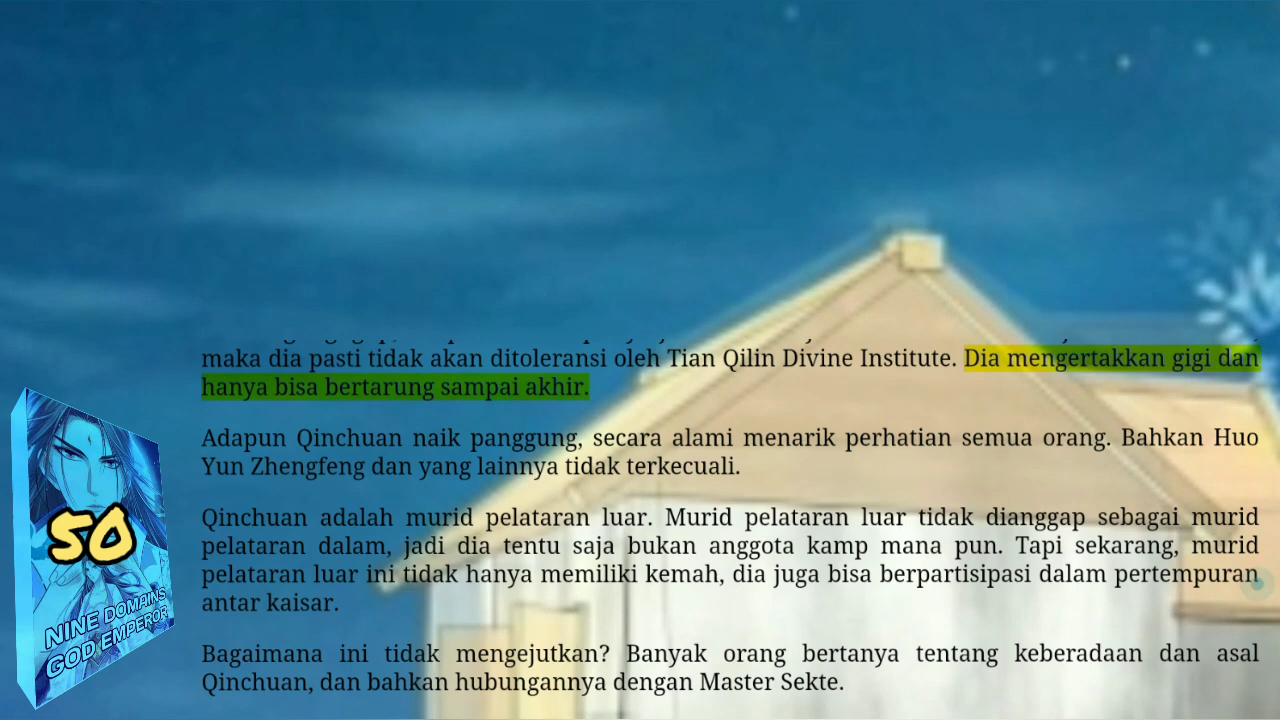 maka dia pasti tidak akan ditoleransi oleh Tian Qilin Divine Institute. Dia mengertakkan gigi dan
hanya bisa bertarung sampai akhir.
Adapun Qinchuan naik panggung, secara alami menarik perhatian semua orang. Bahkan Huo
Yun Zhengfeng dan yang lainnya tidak terkecuali.
Qinchuan adalah murid pelataran luar. Murid pelataran luar tidak dianggap sebagai murid
pelataran dalam, jadi dia tentu saja bukan anggota kamp mana pun. Tapi sekarang, murid
pelataran luar ini tidak hanya memiliki kemah, dia juga bisa berpartisipasi dalam pertempuran
antar kaisar.
Bagaimana ini tidak mengejutkan? Banyak orang bertanya tentang keberadaan dan asal
Qinchuan, dan bahkan hubungannya dengan Master Sekte.
50
NINE DOMAINS
GOD EMPEROR